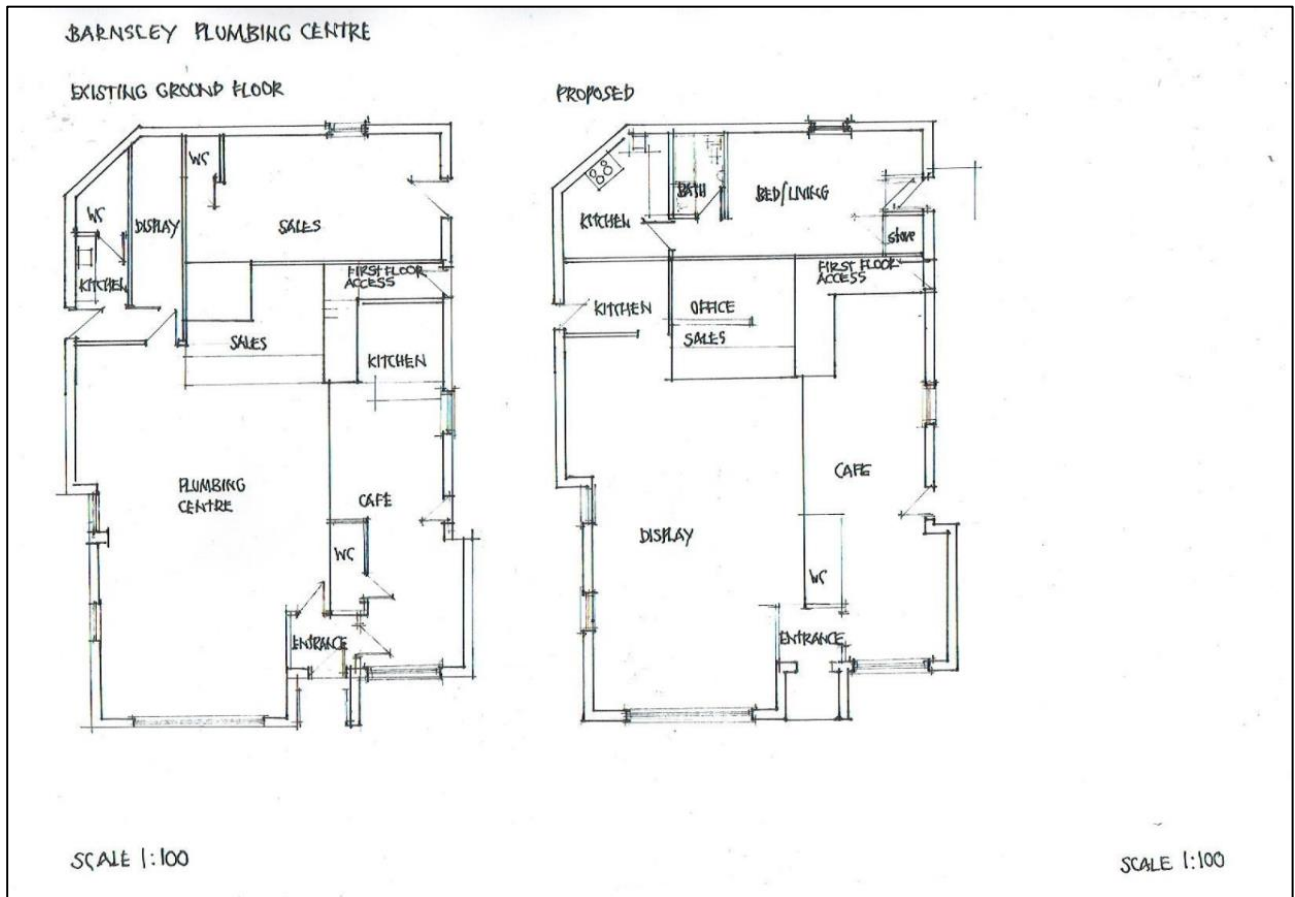 BARNSLEY PLUMBING CENTRE
EXISTING GROUND FLOOR
WC
WC
DISPLAY
SALES
KITCHEN
FIRST FLOOR
ACCESS
SALES
KITCHEN
PLUMBING
CENTRE
CAFE
WC
ENTRANCE
SCALE 1:100
PROPOSED
BATH
BED/LIVING
KITCHEN
store
FIRST FLOOR
ACCESS
KITCHEN
OFFICE
SALES
CAFE
DISPLAY
WC
ENTRANCE
SCALE 1:100